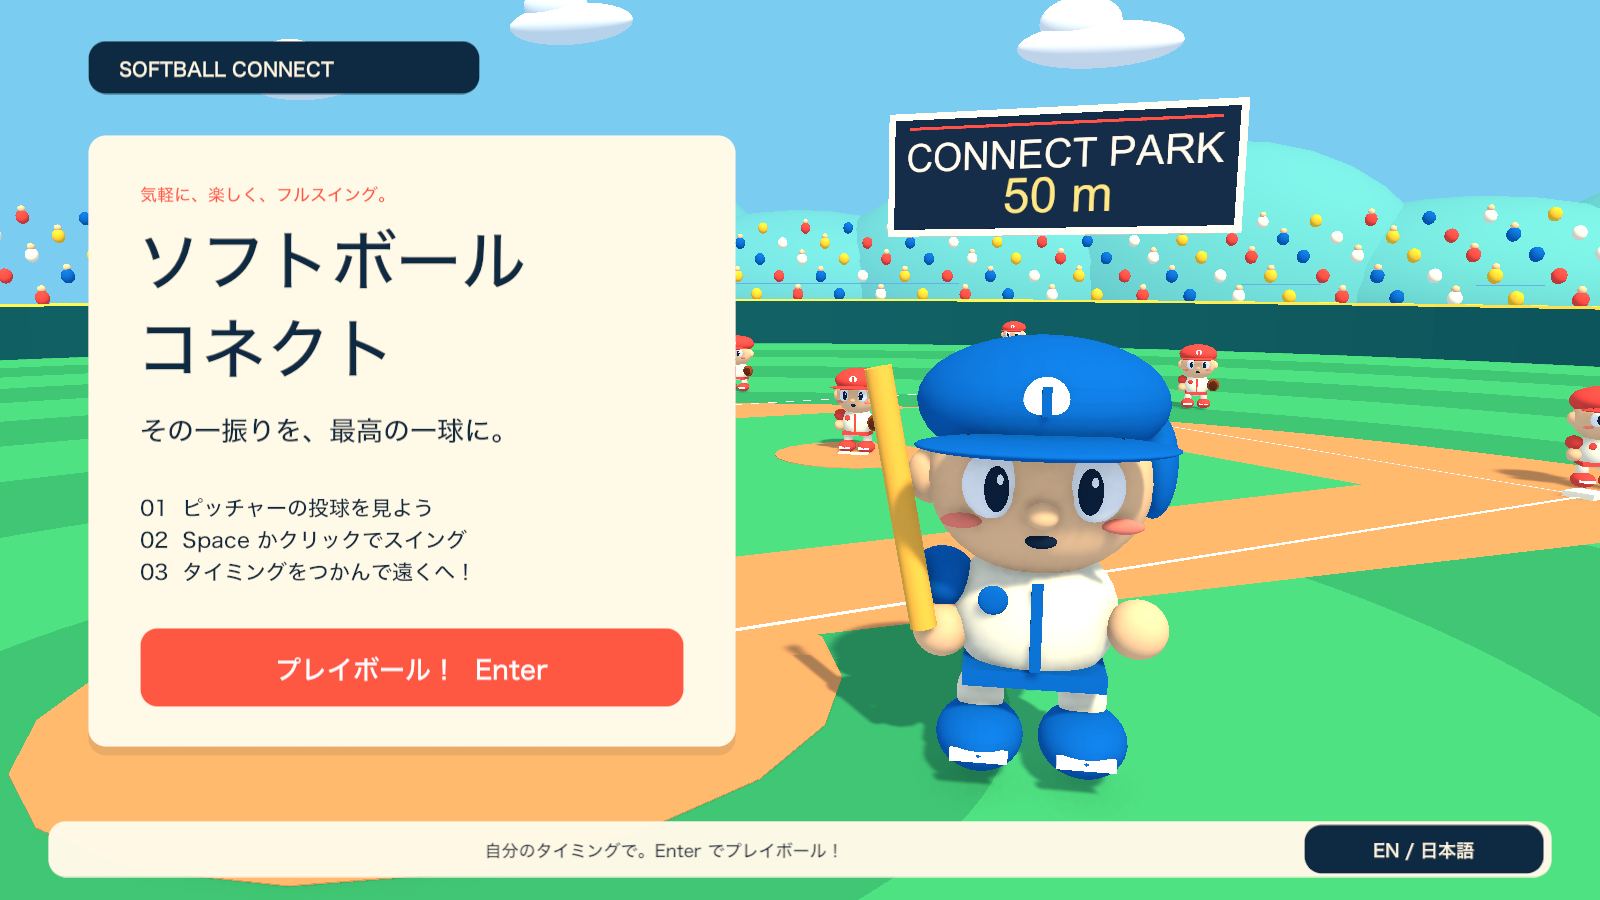 SOFTBALL CONNECT
気軽に、楽しく、フルスイング。
ソフトボール
コネクト
その一振りを、最高の一球に。
01 ピッチャーの投球を見よう
02 Space かクリックでスイング
03 タイミングをつかんで遠くへ！
プレイボール！ Enter
CONNECT PARK
50 m
自分のタイミングで。Enter でプレイボール！
EN / 日本語